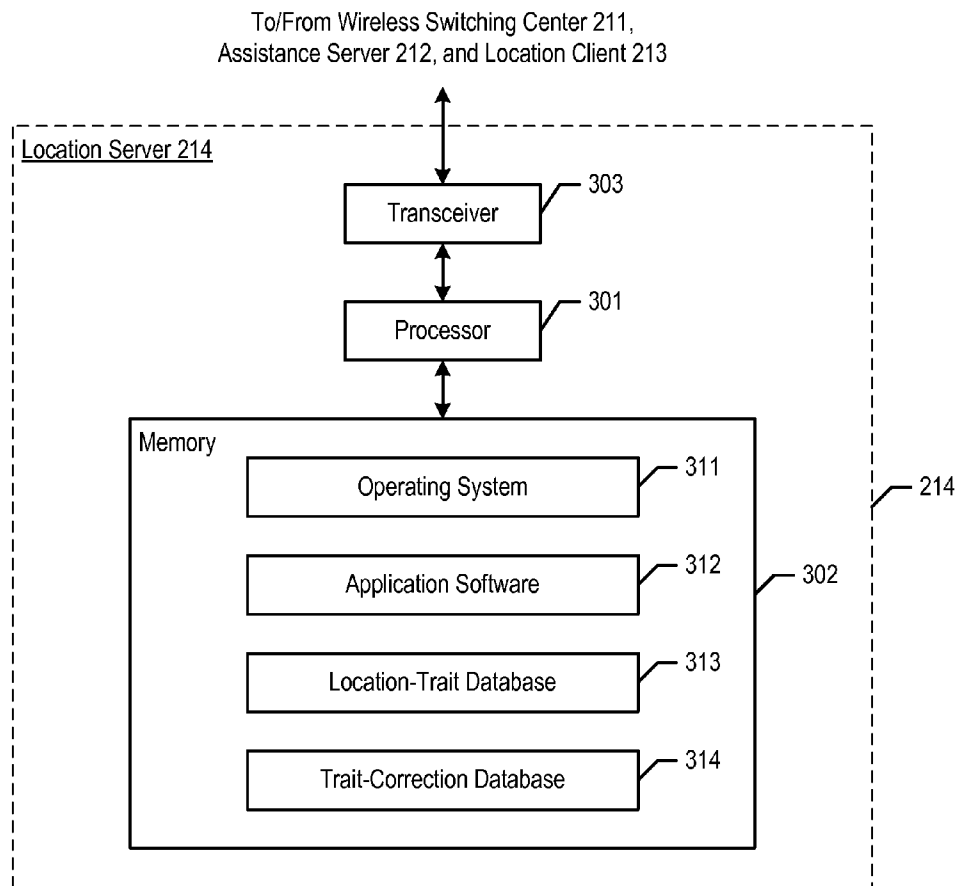 To/From Wireless Switching Center 211,
Assistance Server 212, and Location Client 213
Location Server 214
Transceiver
303
Processor
301
Memory
Operating System
311
214
Application Software
312
302
Location-Trait Database
313
Trait-Correction Database
314